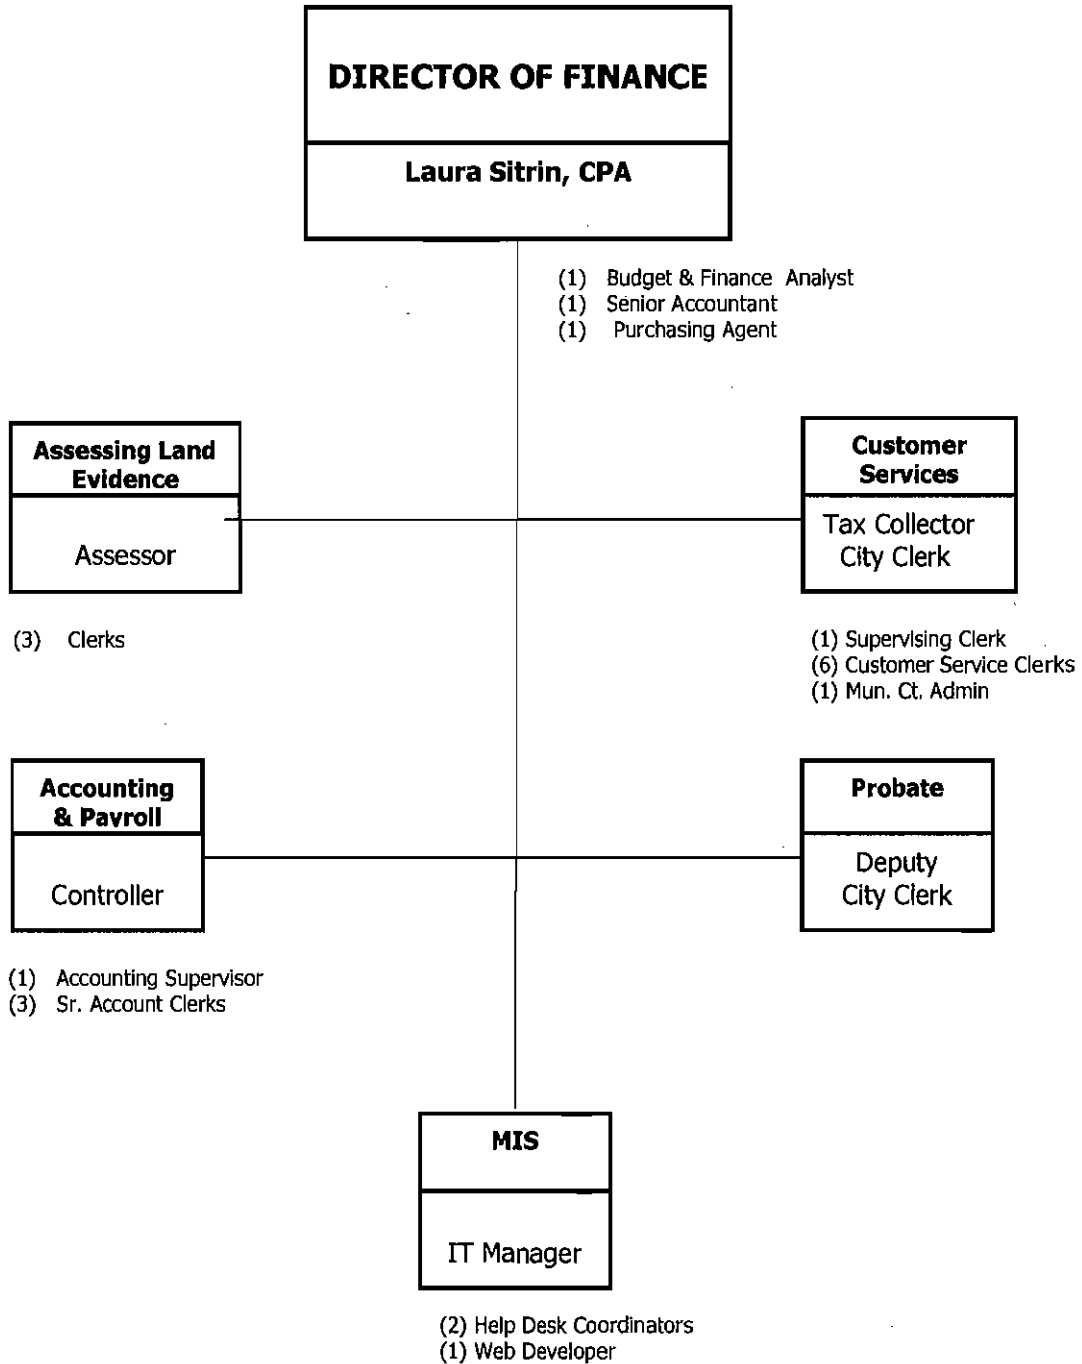 DIRECTOR OF FINANCE
Laura Sitrin, CPA
(1) Budget & Finance Analyst
(1) Senior Accountant
(1) Purchasing Agent
Assessing Land
Evidence
Assessor
(3) Clerks
Customer
Services
Tax Collector
City Clerk
(1) Supervising Clerk
(6) Customer Service Clerks
(1) Mun. Ct. Admin
Accounting
& Payroll
Controller
(1) Accounting Supervisor
(3) Sr. Account Clerks
Probate
Deputy
City Clerk
MIS
IT Manager
(2) Help Desk Coordinators
(1) Web Developer